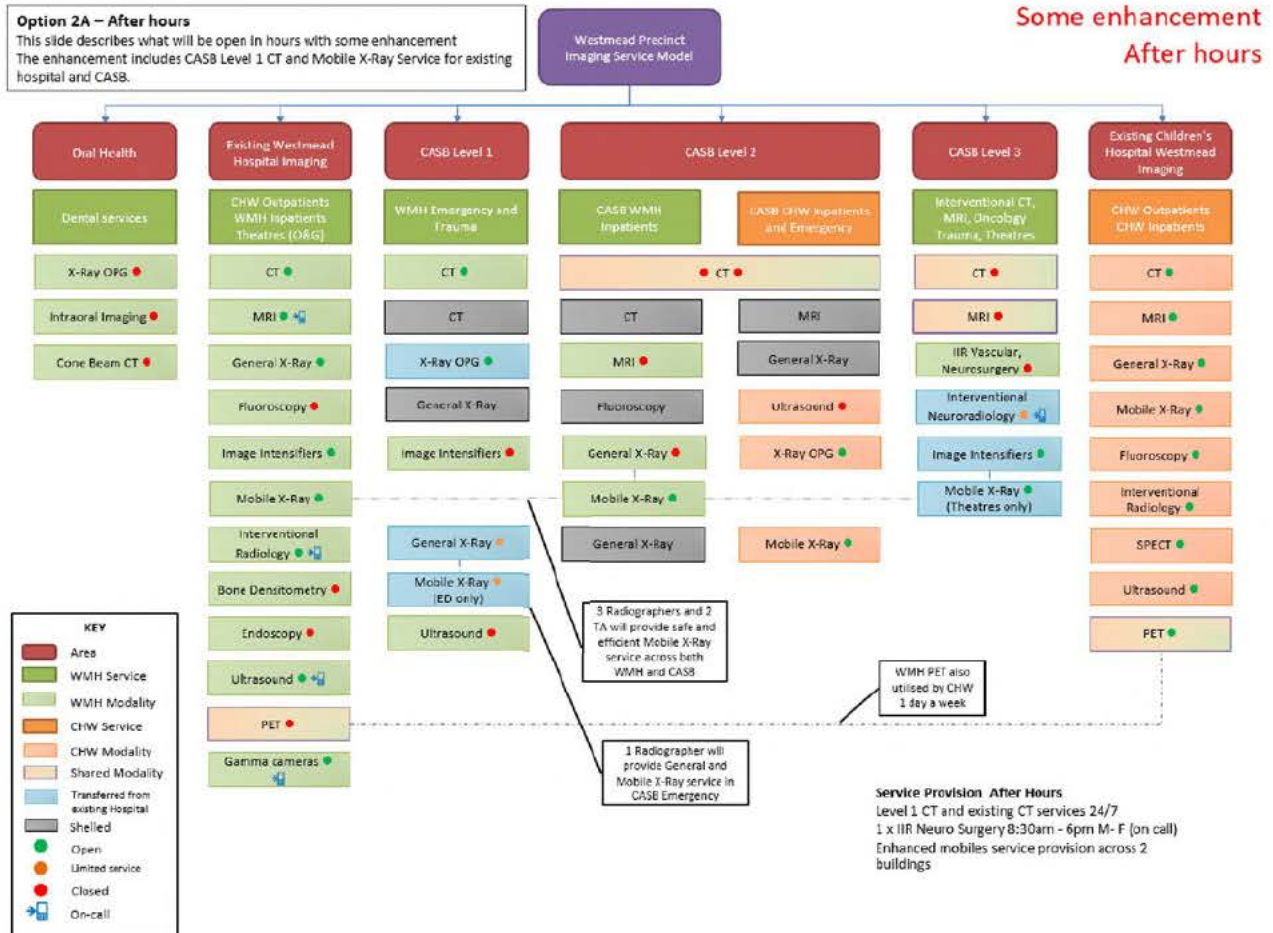 Option 2A – After hours
This slide describes what will be open in hours with some enhancement
The enhancement includes CASB Level 1 CT and Mobile X-Ray Service for existing
hospital and CASB.
Westmead Precinct
Imaging Service Model
Some enhancement
After hours
Oral Health
Dental services
X-Ray OPG
Intraoral Imaging
Cone Beam CT
Existing Westmead
Hospital Imaging
CHW Outpatients
WMH Inpatients
Theatres (O&G)
CT
MRI
General X-Ray
Fluoroscopy
Image Intensifiers
Mobile X-Ray
Interventional
Radiology
Bone Densitometry
Endoscopy
Ultrasound
PET
Gamma cameras
CASB Level 1
WMH Emergency and
Trauma
CT
CT
X-Ray OPG
General X-Ray
Image Intensifiers
General X-Ray
Mobile X-Ray
(ED only)
Ultrasound
CASB Level 2
CASB WMH
Inpatients
CASB CHW Inpatients
and Emergency
CT
CT
MRI
Fluoroscopy
General X-Ray
Mobile X-Ray
General X-Ray
MRI
General X-Ray
Ultrasound
X-Ray OPG
Mobile X-Ray
CASB Level 3
Interventional CT,
MRI, Oncology
Trauma, Theatres
CT
MRI
IIR Vascular,
Neurosurgery
Interventional
Neuroradiology
Image Intensifiers
Mobile X-Ray
(Theatres only)
Existing Children's
Hospital Westmead
Imaging
CHW Outpatients
CHW Inpatients
CT
MRI
General X-Ray
Mobile X-Ray
Fluoroscopy
Interventional
Radiology
SPECT
Ultrasound
PET
3 Radiographers and 2
TA will provide safe and
efficient Mobile X-Ray
service across both
WMH and CASB
WMH PET also
utilised by CHW
1 day a week
1 Radiographer will
provide General and
Mobile X-Ray service in
CASB Emergency
KEY
Area
WMH Service
WMH Modality
CHW Service
CHW Modality
Shared Modality
Transferred from
existing Hospital
Shelled
Open
Limited service
Closed
On-call
Service Provision After Hours
Level 1 CT and existing CT services 24/7
1 x IIR Neuro Surgery 8:30am - 6pm M- F (on call)
Enhanced mobiles service provision across 2
buildings